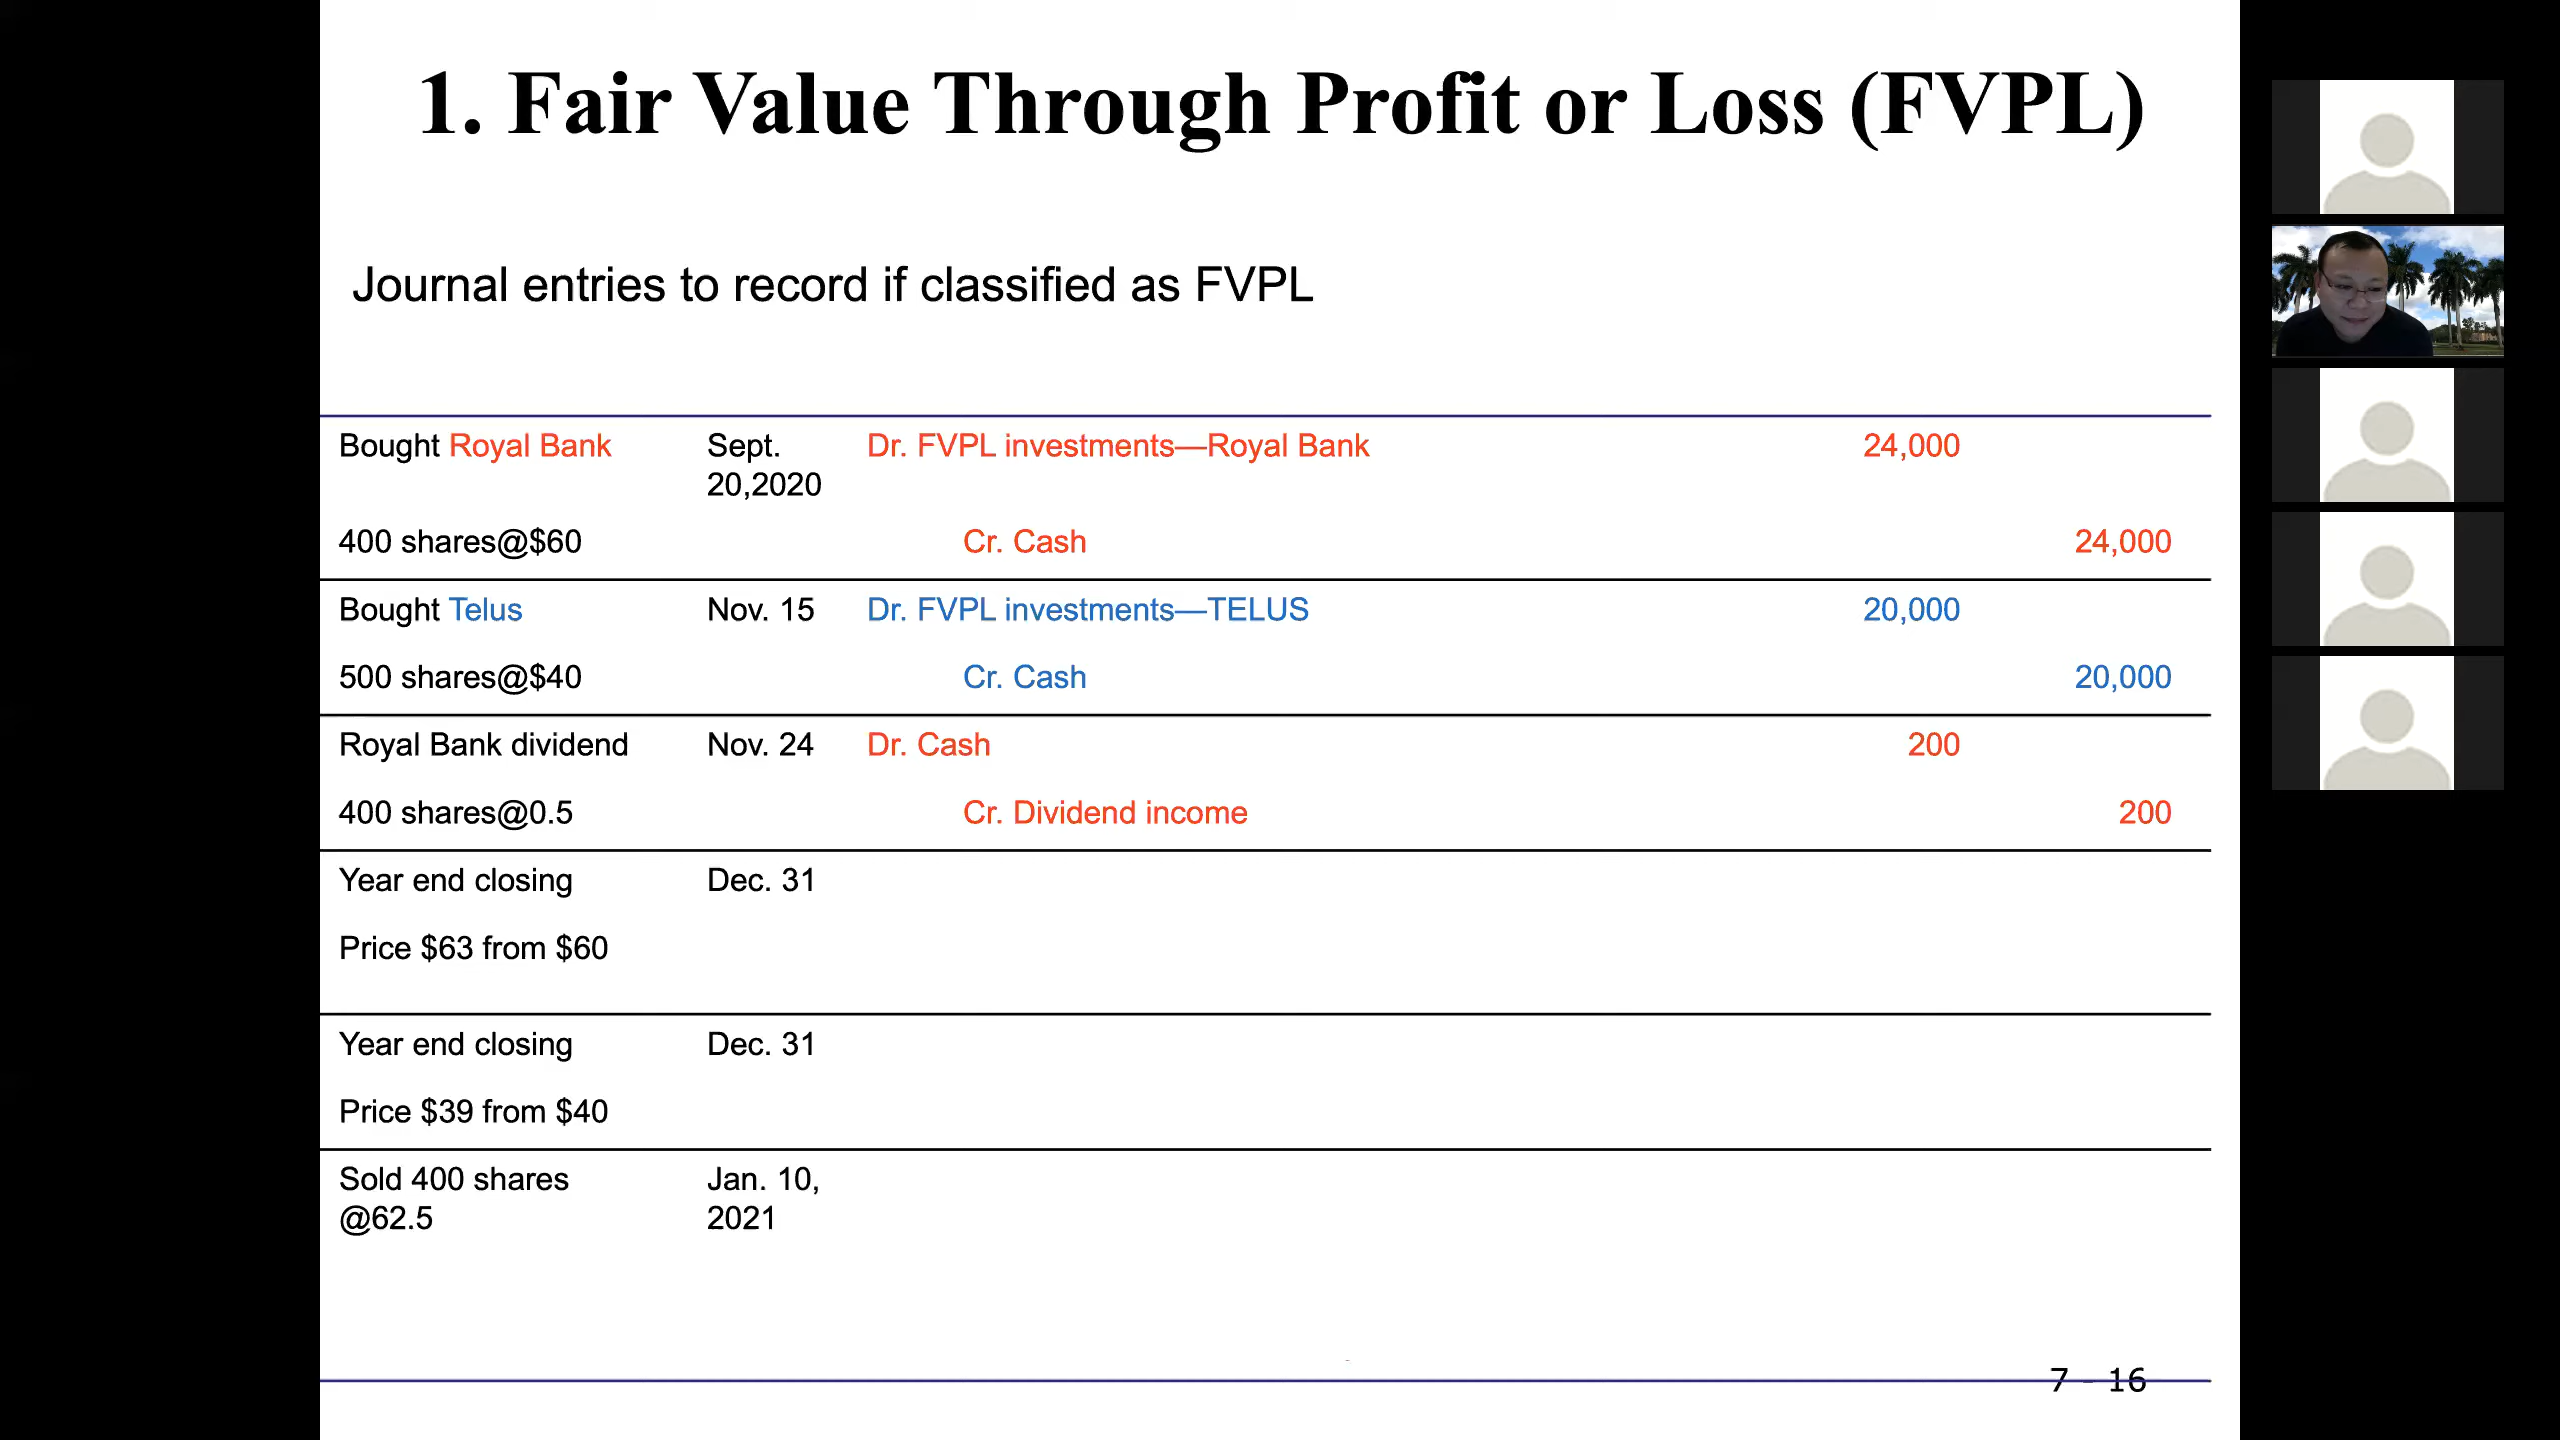 1. Fair Value Through Profit or Loss (FVPL)
Journal entries to record if classified as FVPL
Bought Royal Bank Sept. 20,2020 Dr. FVPL investments—Royal Bank 24,000
400 shares@$60 Cr. Cash 24,000
Bought Telus Nov. 15 Dr. FVPL investments—TELUS 20,000
500 shares@$40 Cr. Cash 20,000
Royal Bank dividend Nov. 24 Dr. Cash 200
400 shares@0.5 Cr. Dividend income 200
Year end closing Dec. 31
Price $63 from $60
Year end closing Dec. 31
Price $39 from $40
Sold 400 shares Jan. 10,
@62.5 2021
7 - 16